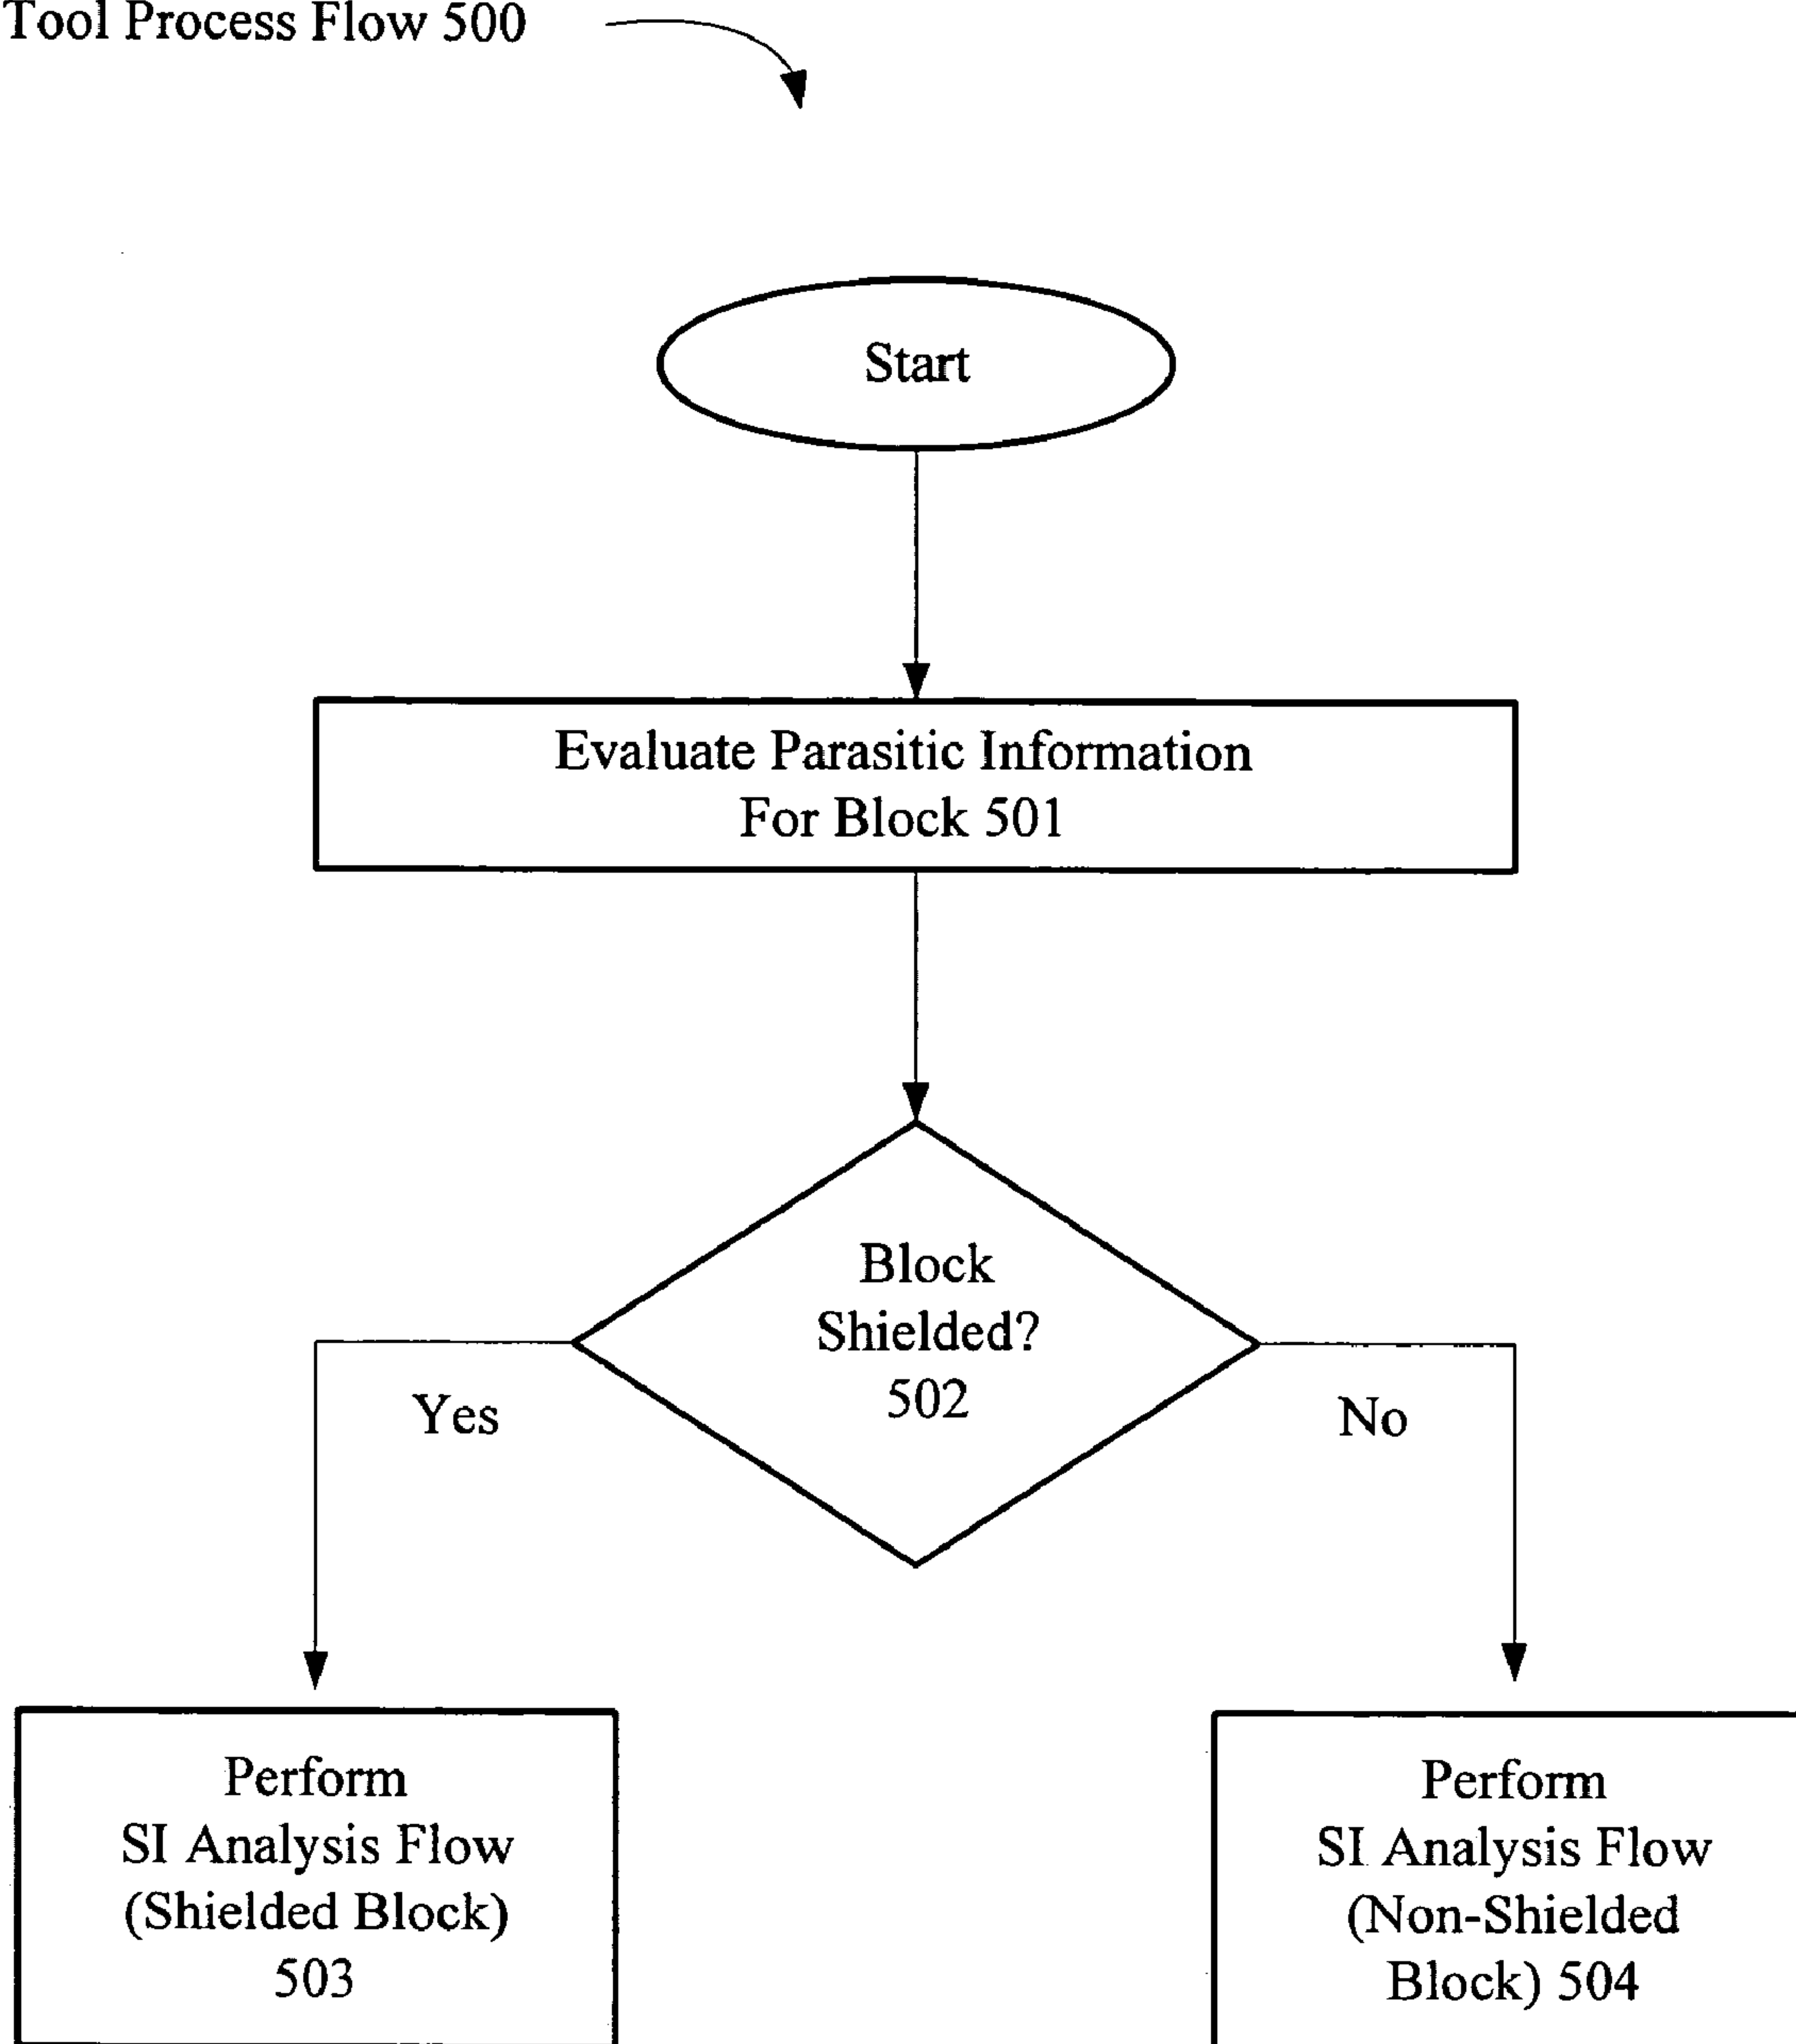 Tool Process Flow 500
Start
Evaluate Parasitic Information
For Block 501
Block
Shielded?
502
Yes
No
Perform
SI Analysis Flow
(Shielded Block)
503
Perform
SI Analysis Flow
(Non-Shielded
Block) 504